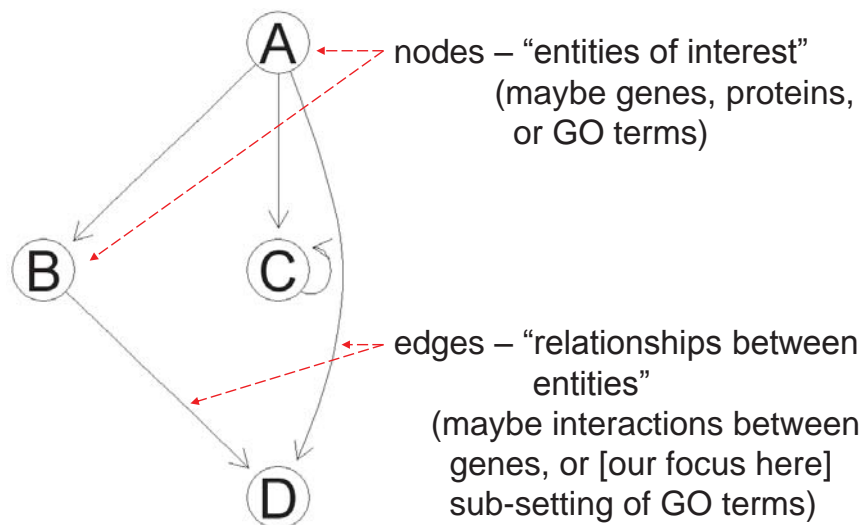 A
nodes – “entities of interest”
(maybe genes, proteins,
or GO terms)
B
C
edges – “relationships between
entities”
(maybe interactions between
genes, or [our focus here]
sub-setting of GO terms)
D